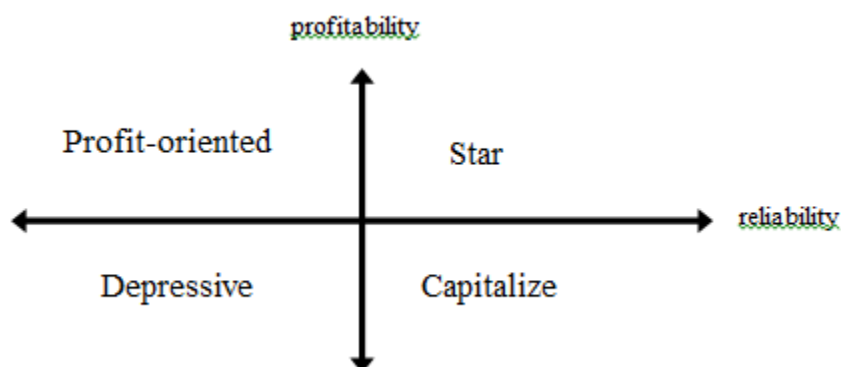 profitability
Profit-oriented
Star
reliability
Depressive
Capitalize